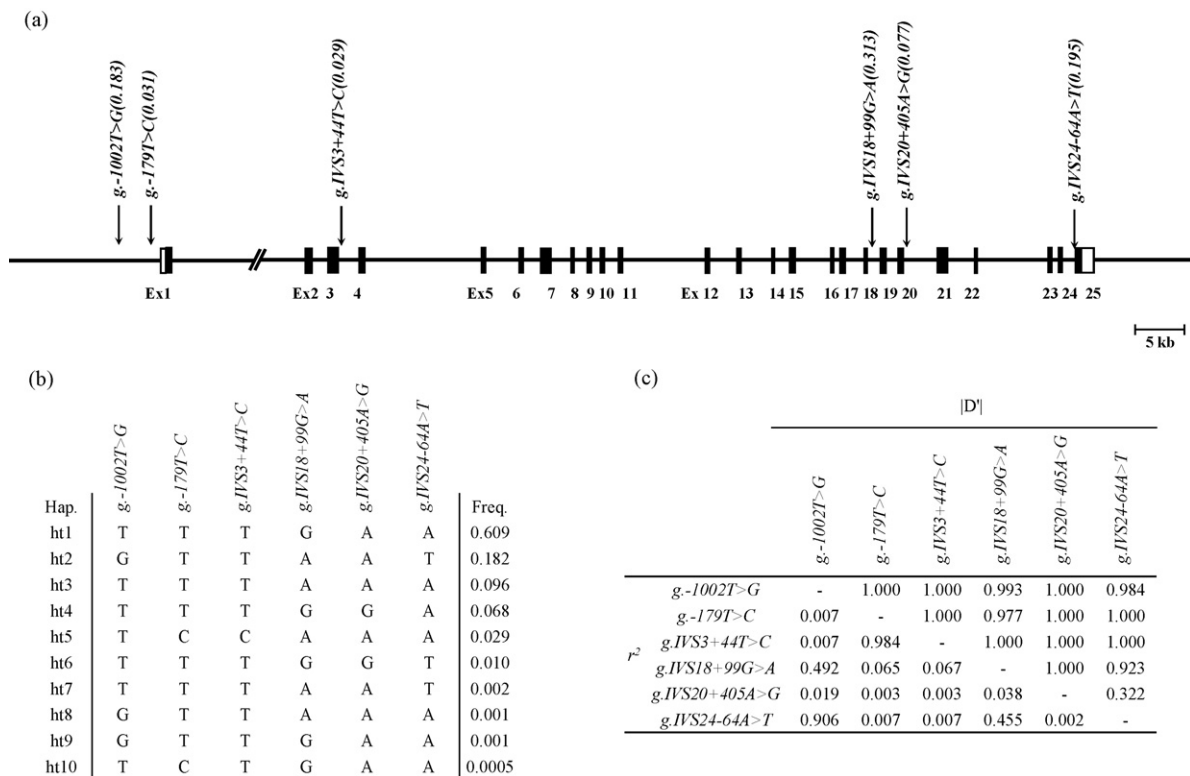 (a)
g.-1002T>G(0.183)
g.-179T>C(0.031)
g.IVS3+44T>C(0.029)
g.IVS18+99G>A(0.313)
g.IVS20+405A>G(0.077)
g.IVS24-64A>T(0.195)
Ex1 Ex2 3 4 Ex5 6 7 8 9 10 11 Ex 12 13 14 15 16 17 18 19 20 21 22 23 24 25
5 kb
(b)
Hap. g.-1002T>G g.-179T>C g.IVS3+44T>C g.IVS18+99G>A g.IVS20+405A>G g.IVS24-64A>T Freq.
ht1 T T T G A A 0.609
ht2 G T T A A T 0.182
ht3 T T T A A A 0.096
ht4 T T T G G A 0.068
ht5 T C C A A A 0.029
ht6 T T T G G T 0.010
ht7 T T T A A T 0.002
ht8 G T T A A A 0.001
ht9 G T T G A A 0.001
ht10 T C T G A A 0.0005
(c)
|D'|
g.-1002T>G g.-179T>C g.IVS3+44T>C g.IVS18+99G>A g.IVS20+405A>G g.IVS24-64A>T
r²
g.-1002T>G - 1.000 1.000 0.993 1.000 0.984
g.-179T>C 0.007 - 1.000 0.977 1.000 1.000
g.IVS3+44T>C 0.007 0.984 - 1.000 1.000 1.000
g.IVS18+99G>A 0.492 0.065 0.067 - 1.000 0.923
g.IVS20+405A>G 0.019 0.003 0.003 0.038 - 0.322
g.IVS24-64A>T 0.906 0.007 0.007 0.455 0.002 -